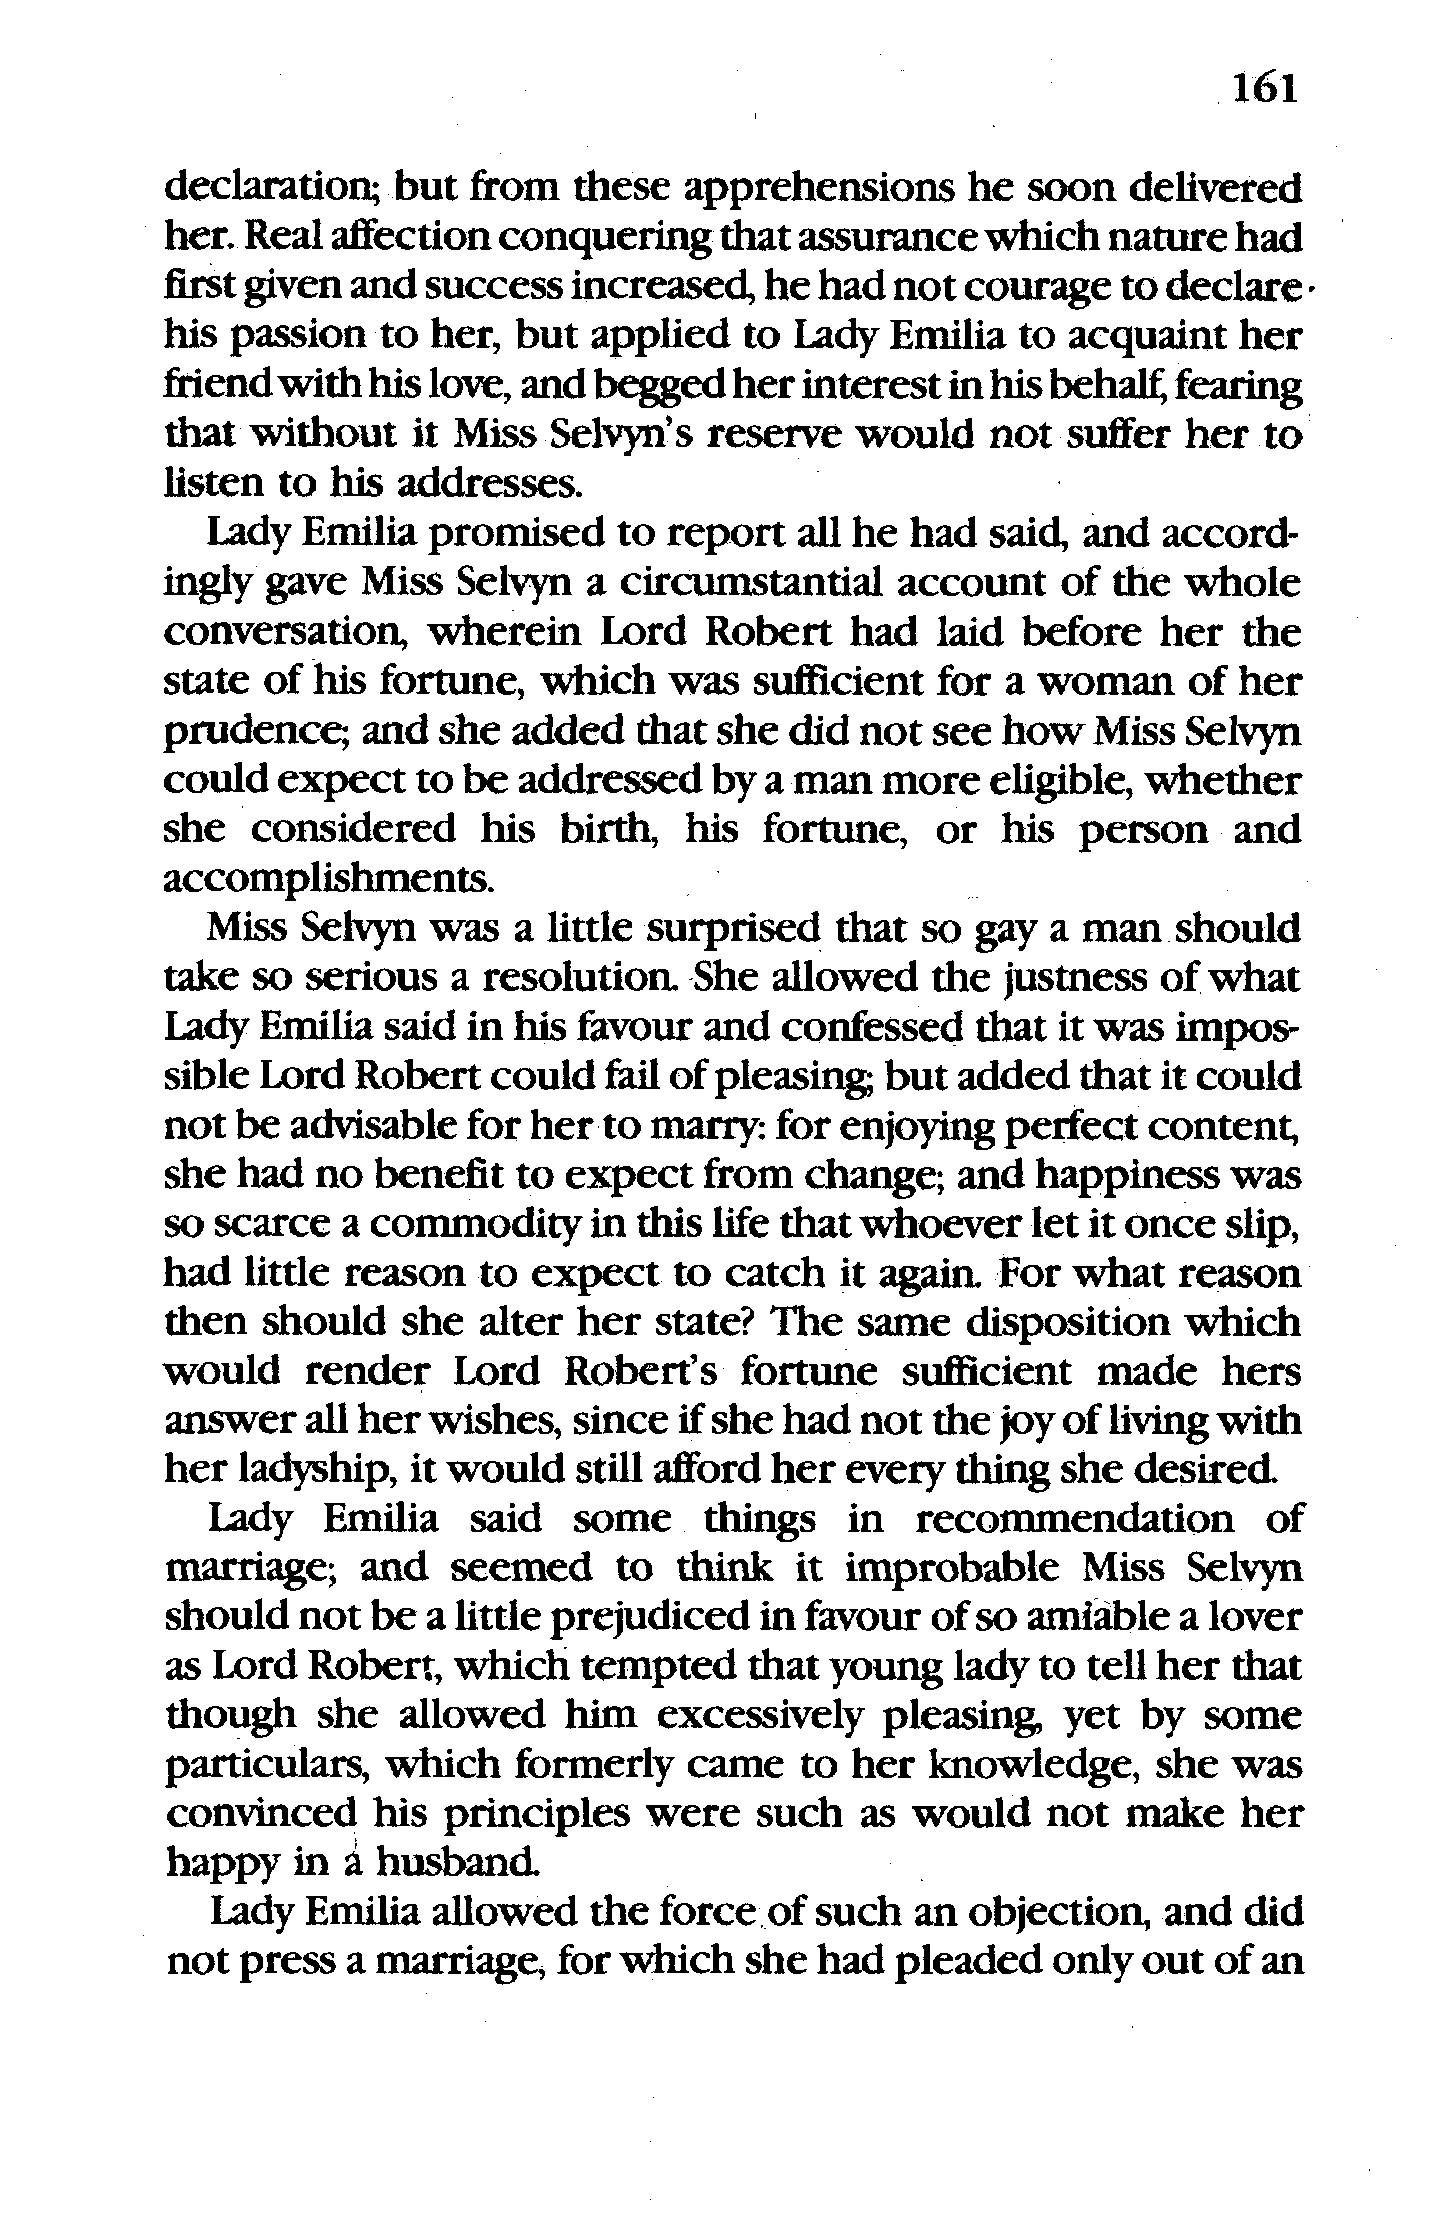 161
declaration; but from these apprehensions he soon delivered
her. Real affection conquering that assurance which nature had
first given and success increased, he had not courage to declare
his passion to her, but applied to Lady Emilia to acquaint her
friend with his love, and begged her interest in his behalf, fearing
that without it Miss Selvyn's reserve would not suffer her to
listen to his addresses.
Lady Emilia promised to report all he had said, and accord-
ingly gave Miss Selvyn a circumstantial account of the whole
conversation, wherein Lord Robert had laid before her the
state of his fortune, which was sufficient for a woman of her
prudence; and she added that she did not see how Miss Selvyn
could expect to be addressed by a man more eligible, whether
she considered his birth, his fortune, or his person and
accomplishments.
Miss Selvyn was a little surprised that so gay a man should
take so serious a resolution. She allowed the justness of what
Lady Emilia said in his favour and confessed that it was impos-
sible Lord Robert could fail of pleasing; but added that it could
not be advisable for her to marry: for enjoying perfect content,
she had no benefit to expect from change; and happiness was
so scarce a commodity in this life that whoever let it once slip,
had little reason to expect to catch it again. For what reason
then should she alter her state? The same disposition which
would render Lord Robert's fortune sufficient made hers
answer all her wishes, since if she had not the joy of living with
her ladyship, it would still afford her every thing she desired.
Lady Emilia said some things in recommendation of
marriage; and seemed to think it improbable Miss Selvyn
should not be a little prejudiced in favour of so amiable a lover
as Lord Robert, which tempted that young lady to tell her that
though she allowed him excessively pleasing, yet by some
particulars, which formerly came to her knowledge, she was
convinced his principles were such as would not make her
happy in a husband.
Lady Emilia allowed the force of such an objection, and did
not press a marriage, for which she had pleaded only out of an